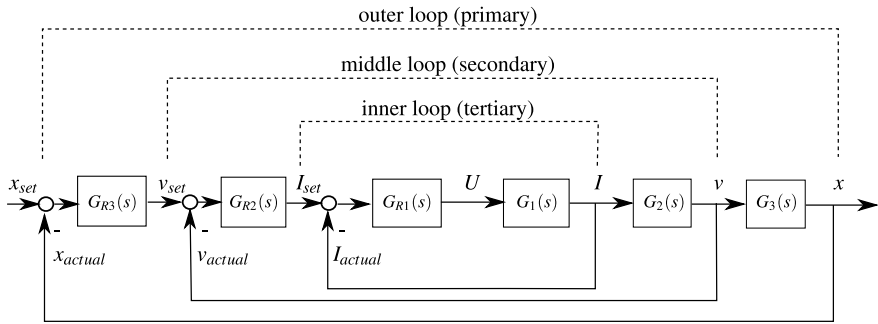 outer loop (primary)
middle loop (secondary)
inner loop (tertiary)
x_set G_R3(s) v_set G_R2(s) I_set G_R1(s) U G_1(s) I G_2(s) v G_3(s) x
- - -
x_actual v_actual I_actual